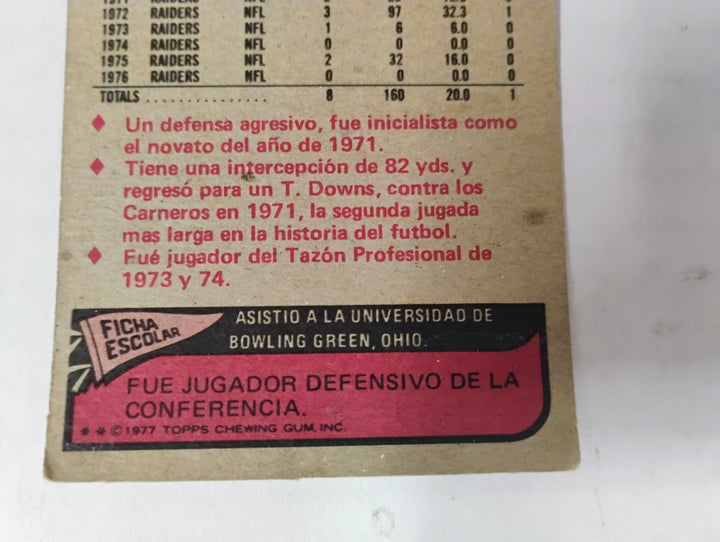 1972 RAIDERS NFL 3 97 32.3 1
1973 RAIDERS NFL 1 6 6.0 0
1974 RAIDERS NFL 0 0 0.0 0
1975 RAIDERS NFL 2 32 16.0 0
1976 RAIDERS NFL 0 0 0.0 0
TOTALS .................. 8 160 20.0 1
♦ Un defensa agresivo, fue inicialista como
el novato del año de 1971.
♦ Tiene una intercepción de 82 yds. y
regresó para un T. Downs, contra los
Carneros en 1971, la segunda jugada
mas larga en la historia del futbol.
♦ Fué jugador del Tazón Profesional de
1973 y 74.
FICHA
ESCOLAR
ASISTIO A LA UNIVERSIDAD DE
BOWLING GREEN, OHIO.
FUE JUGADOR DEFENSIVO DE LA
CONFERENCIA.
* * © 1977 TOPPS CHEWING GUM, INC.